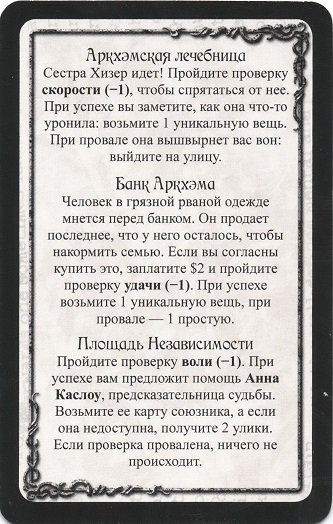 Аркхэмская лечебница
Сестра Хизер идет! Пройдите проверку
скорости (−1), чтобы спрятаться от нее.
При успехе вы заметите, как она что-то
уронила: возьмите 1 уникальную вещь.
При провале она вышвырнет вас вон:
выйдите на улицу.
Банк Аркхэма
Человек в грязной рваной одежде
мнется перед банком. Он продает
последнее, что у него осталось, чтобы
накормить семью. Если вы согласны
купить это, заплатите $2 и пройдите
проверку удачи (−1). При успехе
возьмите 1 уникальную вещь, при
провале — 1 простую.
Площадь Независимости
Пройдите проверку воли (−1). При
успехе вам предложит помощь Анна
Каслоу, предсказательница судьбы.
Возьмите ее карту союзника, а если
она недоступна, получите 2 улики.
Если проверка провалена, ничего не
происходит.